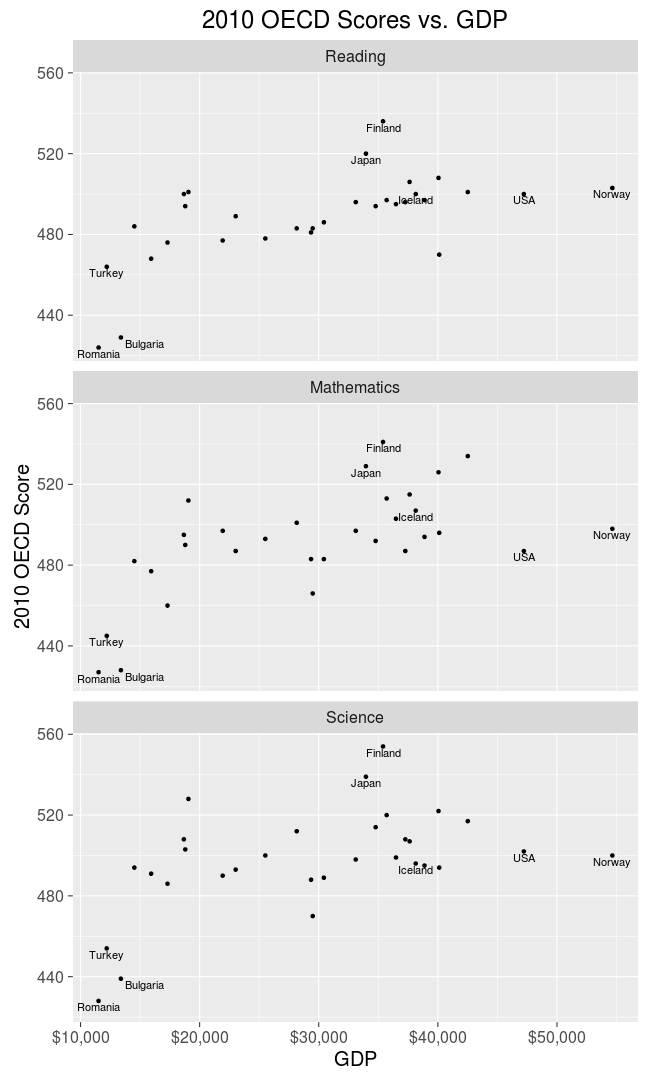 2010 OECD Scores vs. GDP
Reading
560
520
480
440
Finland
Japan
Iceland
USA
Norway
Turkey
Bulgaria
Romania
Mathematics
560
520
480
440
Finland
Japan
Iceland
Norway
USA
Turkey
Romania
Bulgaria
2010 OECD Score
Science
560
520
480
440
Finland
Japan
Iceland
USA
Norway
Turkey
Bulgaria
Romania
$10,000
$20,000
$30,000
$40,000
$50,000
GDP